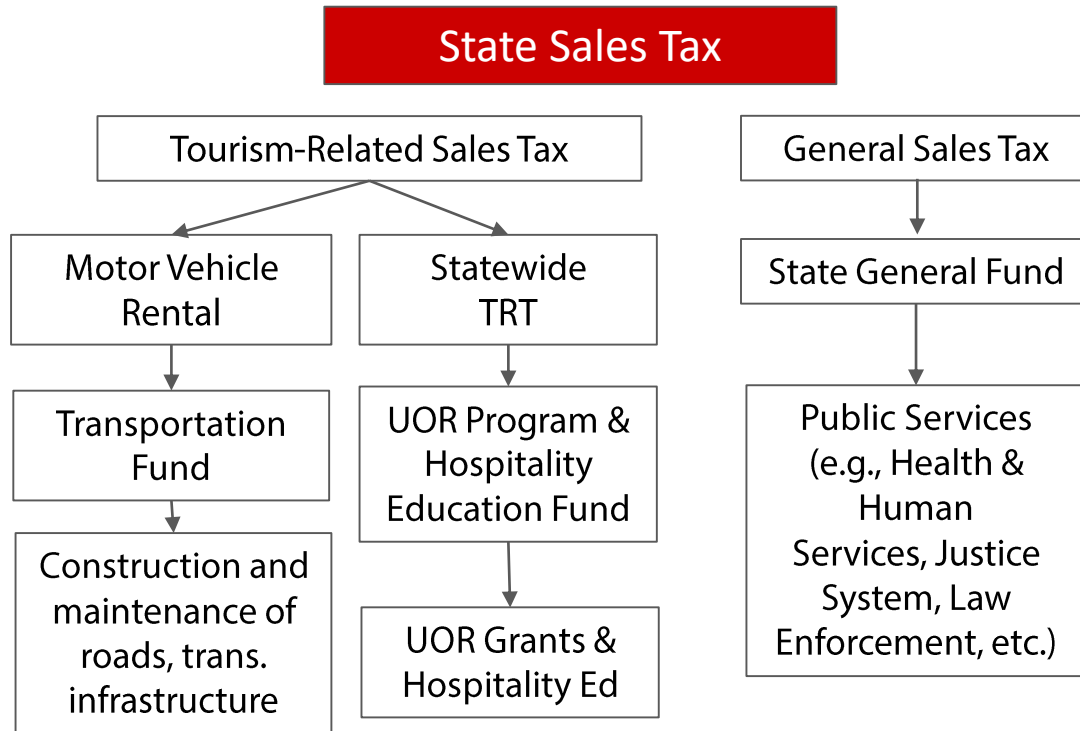 State Sales Tax
Tourism-Related Sales Tax
General Sales Tax
Motor Vehicle
Rental
Statewide
TRT
State General Fund
Transportation
Fund
UOR Program &
Hospitality
Education Fund
Public Services
(e.g., Health &
Human
Services, Justice
System, Law
Enforcement, etc.)
Construction and
maintenance of
roads, trans.
infrastructure
UOR Grants &
Hospitality Ed